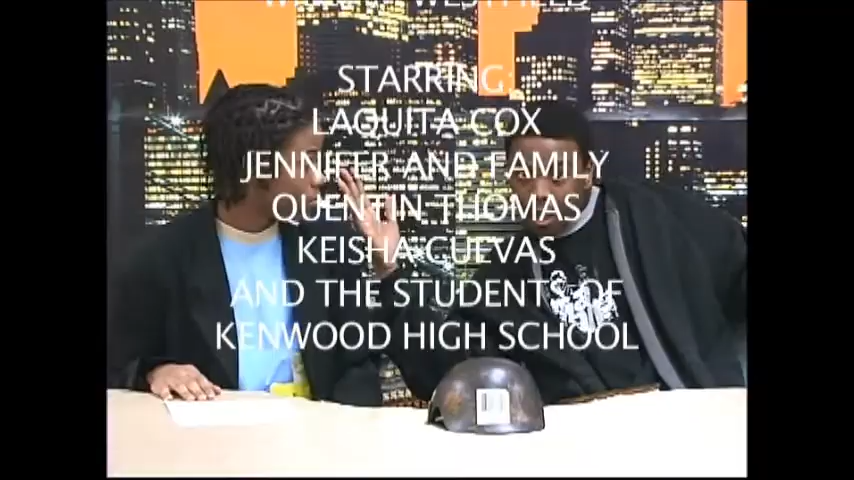 STARRING:
LAQUITA COX
JENNIFER AND FAMILY
QUENTIN THOMAS
KEISHA CUEVAS
AND THE STUDENTS OF
KENWOOD HIGH SCHOOL